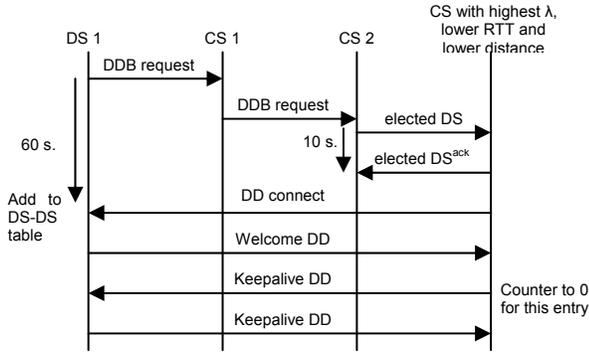 CS with highest λ,
lower RTT and
lower distance
DS 1
CS 1
CS 2
DDB request
DDB request
elected DS
60 s.
10 s.
elected DSack
Add to
DS-DS
table
DD connect
Welcome DD
Keepalive DD
Counter to 0
for this entry
Keepalive DD